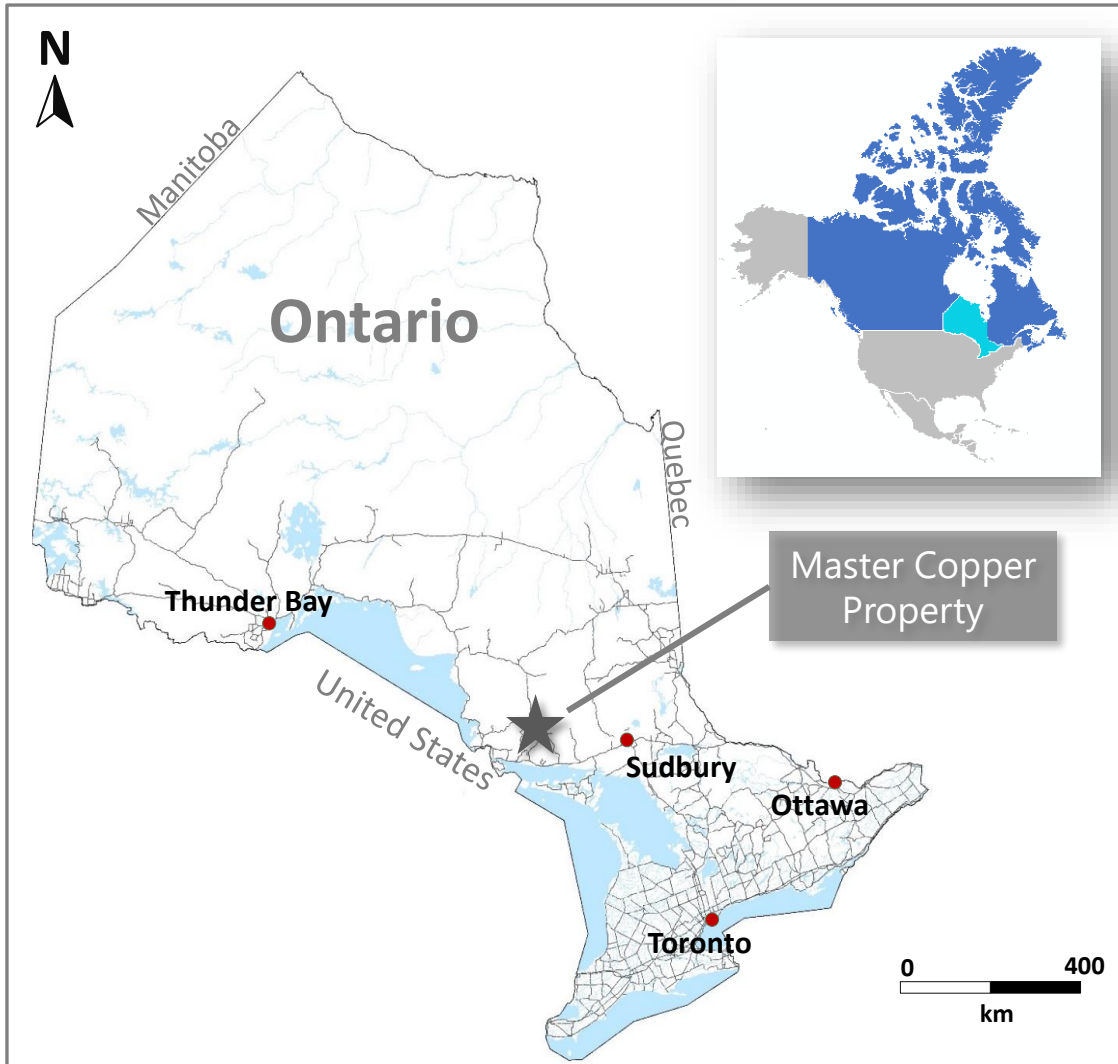 N
Manitoba
Ontario
Quebec
Master Copper
Property
Thunder Bay
United States
Sudbury
Ottawa
Toronto
0 400
km